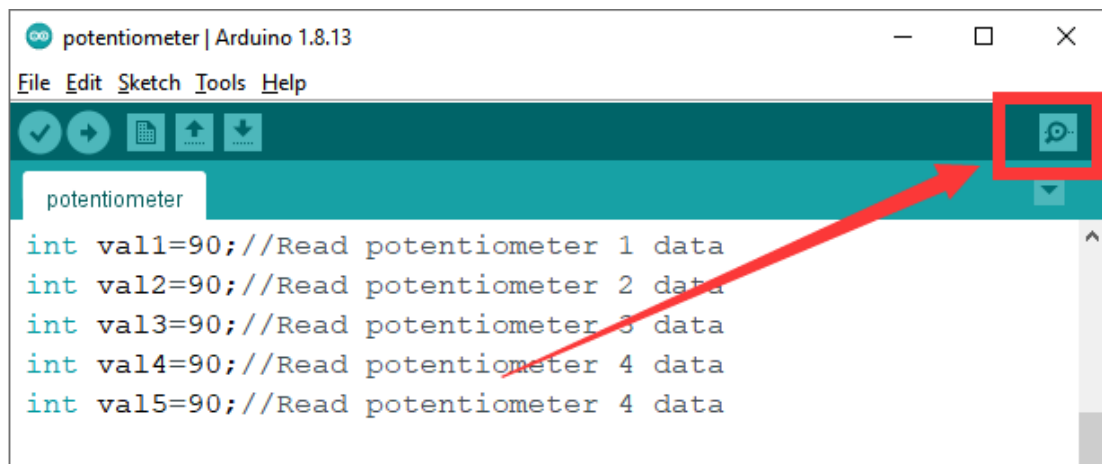 potentiometer | Arduino 1.8.13
File Edit Sketch Tools Help
potentiometer
int val1=90;//Read potentiometer 1 data
int val2=90;//Read potentiometer 2 data
int val3=90;//Read potentiometer 3 data
int val4=90;//Read potentiometer 4 data
int val5=90;//Read potentiometer 4 data